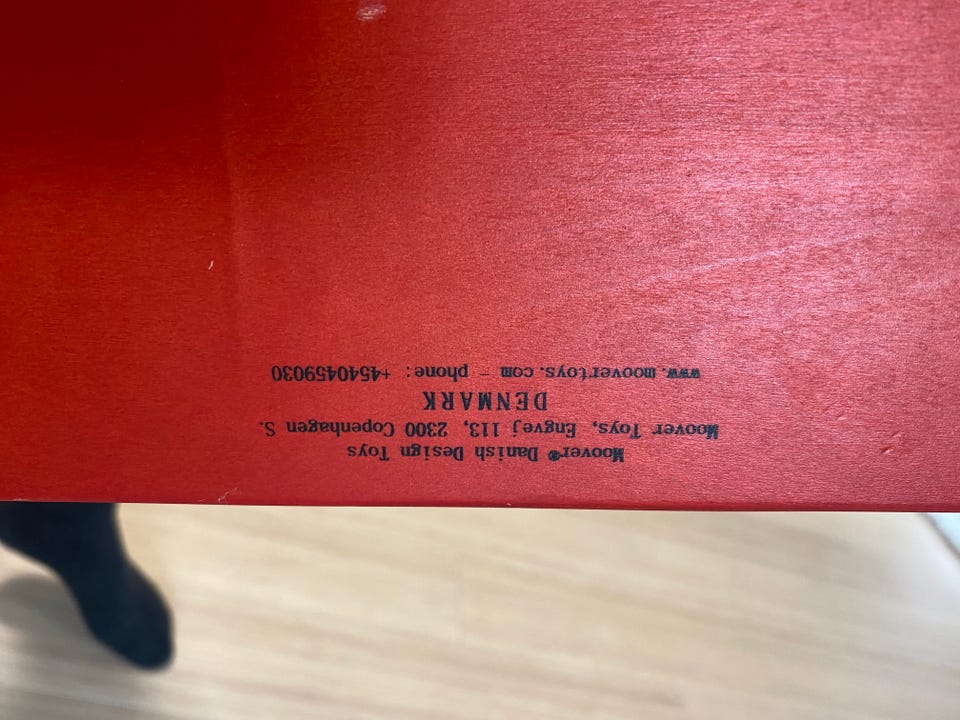 Moover® Danish Design Toys
Moover Toys, Engvej 113, 2300 Copenhagen S.
DENMARK
www.moovertoys.com - phone: +4540459030